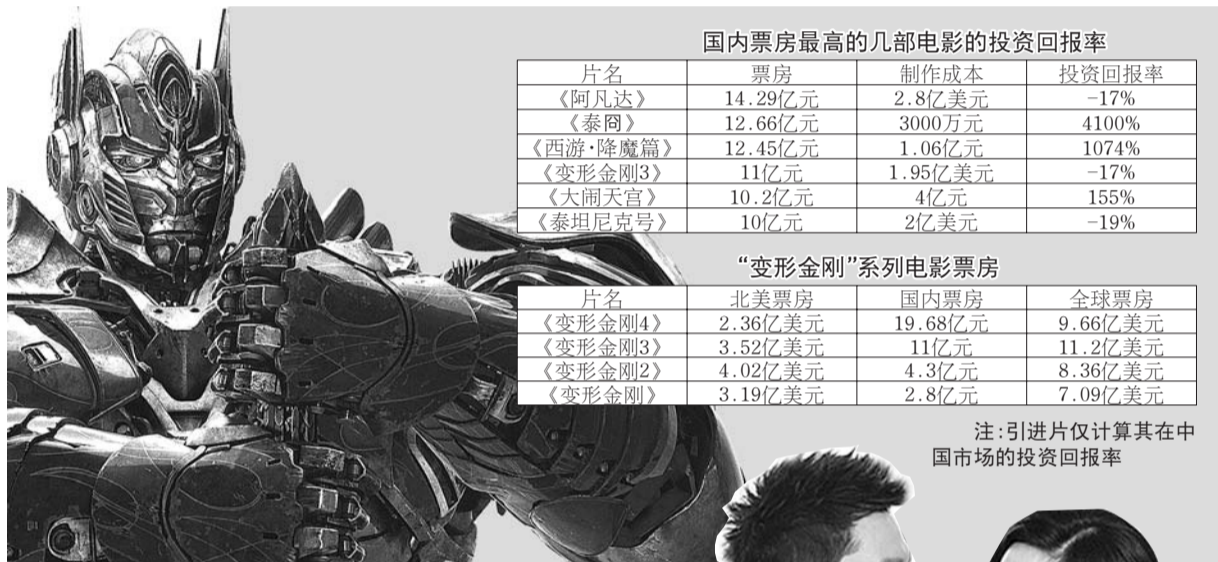 国内票房最高的几部电影的投资回报率
片名 票房 制作成本 投资回报率
《阿凡达》 14.29亿元 2.8亿美元 -17%
《泰囧》 12.66亿元 3000万元 4100%
《西游·降魔篇》 12.45亿元 1.06亿元 1074%
《变形金刚3》 11亿元 1.95亿美元 -17%
《大闹天宫》 10.2亿元 4亿元 155%
《泰坦尼克号》 10亿元 2亿美元 -19%
“变形金刚”系列电影票房
片名 北美票房 国内票房 全球票房
《变形金刚4》 2.36亿美元 19.68亿元 9.66亿美元
《变形金刚3》 3.52亿美元 11亿元 11.2亿美元
《变形金刚2》 4.02亿美元 4.3亿元 8.36亿美元
《变形金刚》 3.19亿美元 2.8亿元 7.09亿美元
注:引进片仅计算其在中
国市场的投资回报率